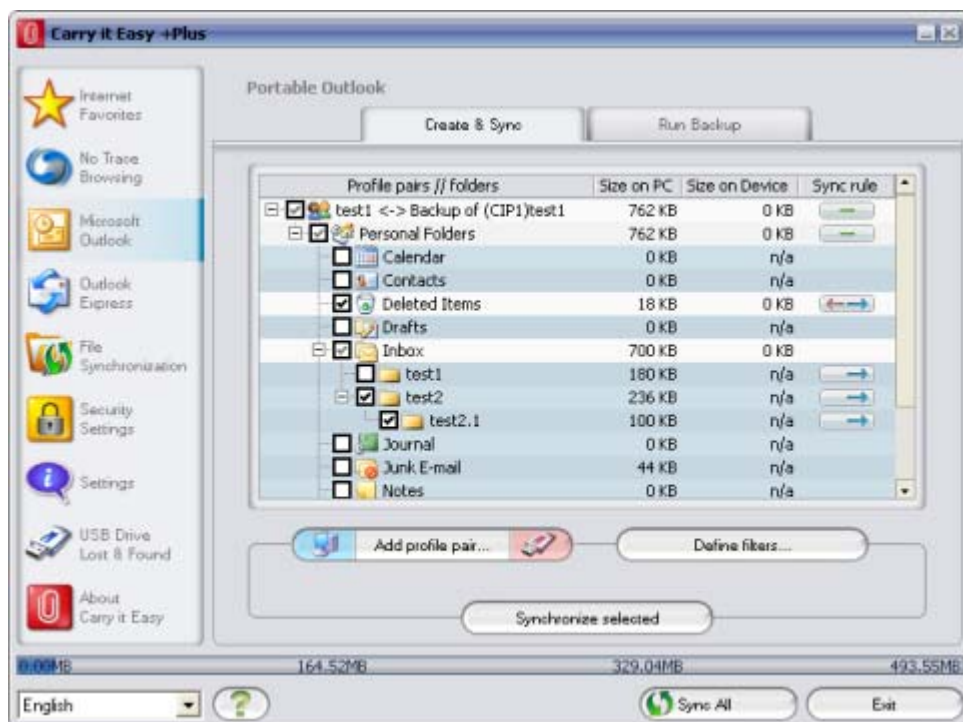 Carry it Easy +Plus
Internet
Favorites
No Trace
Browsing
Microsoft
Outlook
Outlook
Express
File
Synchronization
Security
Settings
Settings
USB Drive
Lost & Found
About
Carry it Easy
Portable Outlook
Create & Sync
Run Backup
Profile pairs // folders Size on PC Size on Device Sync rule
test1 <-> Backup of (CIP1)test1 762 KB 0 KB
Personal Folders 762 KB 0 KB
Calendar 0 KB n/a
Contacts 0 KB n/a
Deleted Items 18 KB 0 KB
Drafts 0 KB n/a
Inbox 700 KB 0 KB
test1 180 KB n/a
test2 236 KB n/a
test2.1 100 KB n/a
Journal 0 KB n/a
Junk E-mail 44 KB n/a
Notes 0 KB n/a
Add profile pair...
Define filters...
Synchronize selected
0.00MB 164.52MB 329.04MB 493.55MB
English
?
Sync All
Exit